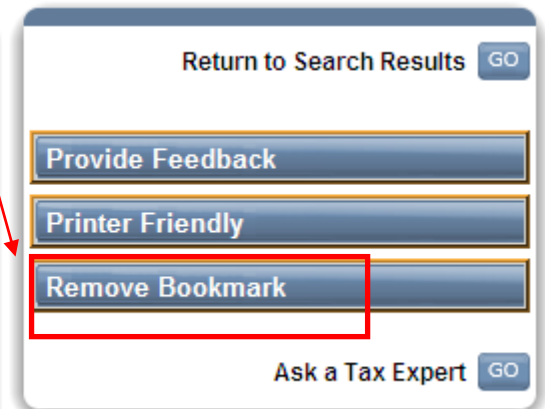 Return to Search Results GO
Provide Feedback
Printer Friendly
Remove Bookmark
Ask a Tax Expert GO